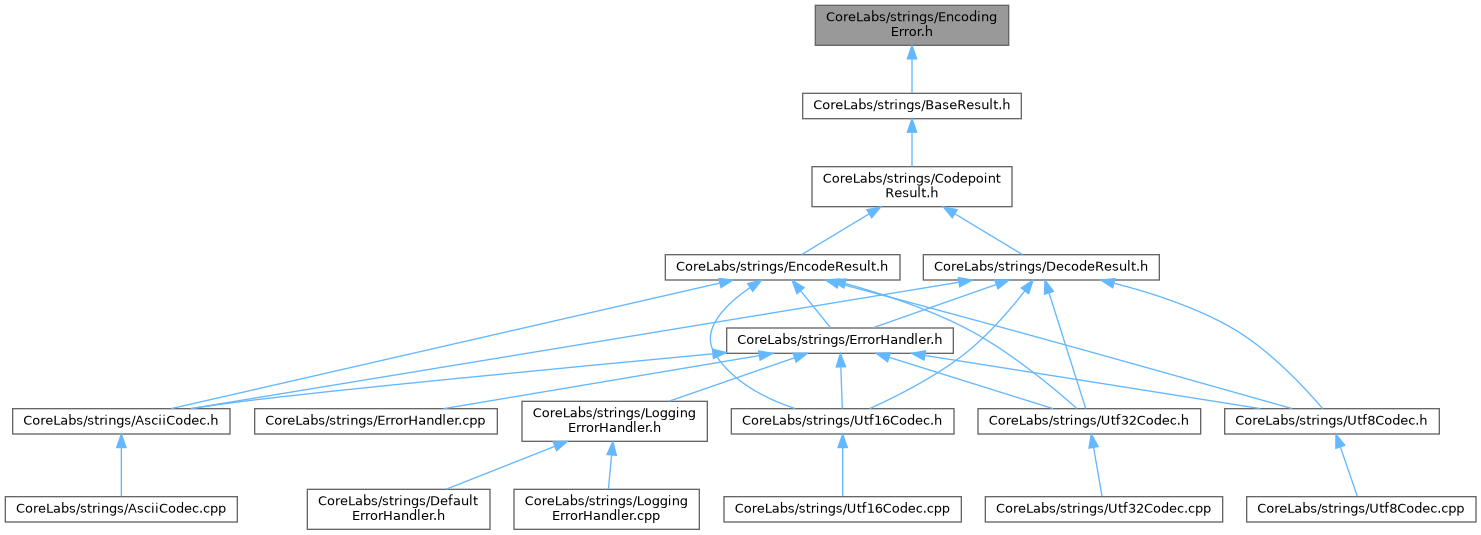 CoreLabs/strings/Encoding
Error.h
CoreLabs/strings/BaseResult.h
CoreLabs/strings/Codepoint
Result.h
CoreLabs/strings/EncodeResult.h
CoreLabs/strings/DecodeResult.h
CoreLabs/strings/ErrorHandler.h
CoreLabs/strings/AsciiCodec.h
CoreLabs/strings/ErrorHandler.cpp
CoreLabs/strings/Logging
ErrorHandler.h
CoreLabs/strings/Utf16Codec.h
CoreLabs/strings/Utf32Codec.h
CoreLabs/strings/Utf8Codec.h
CoreLabs/strings/AsciiCodec.cpp
CoreLabs/strings/Default
ErrorHandler.h
CoreLabs/strings/Logging
ErrorHandler.cpp
CoreLabs/strings/Utf16Codec.cpp
CoreLabs/strings/Utf32Codec.cpp
CoreLabs/strings/Utf8Codec.cpp